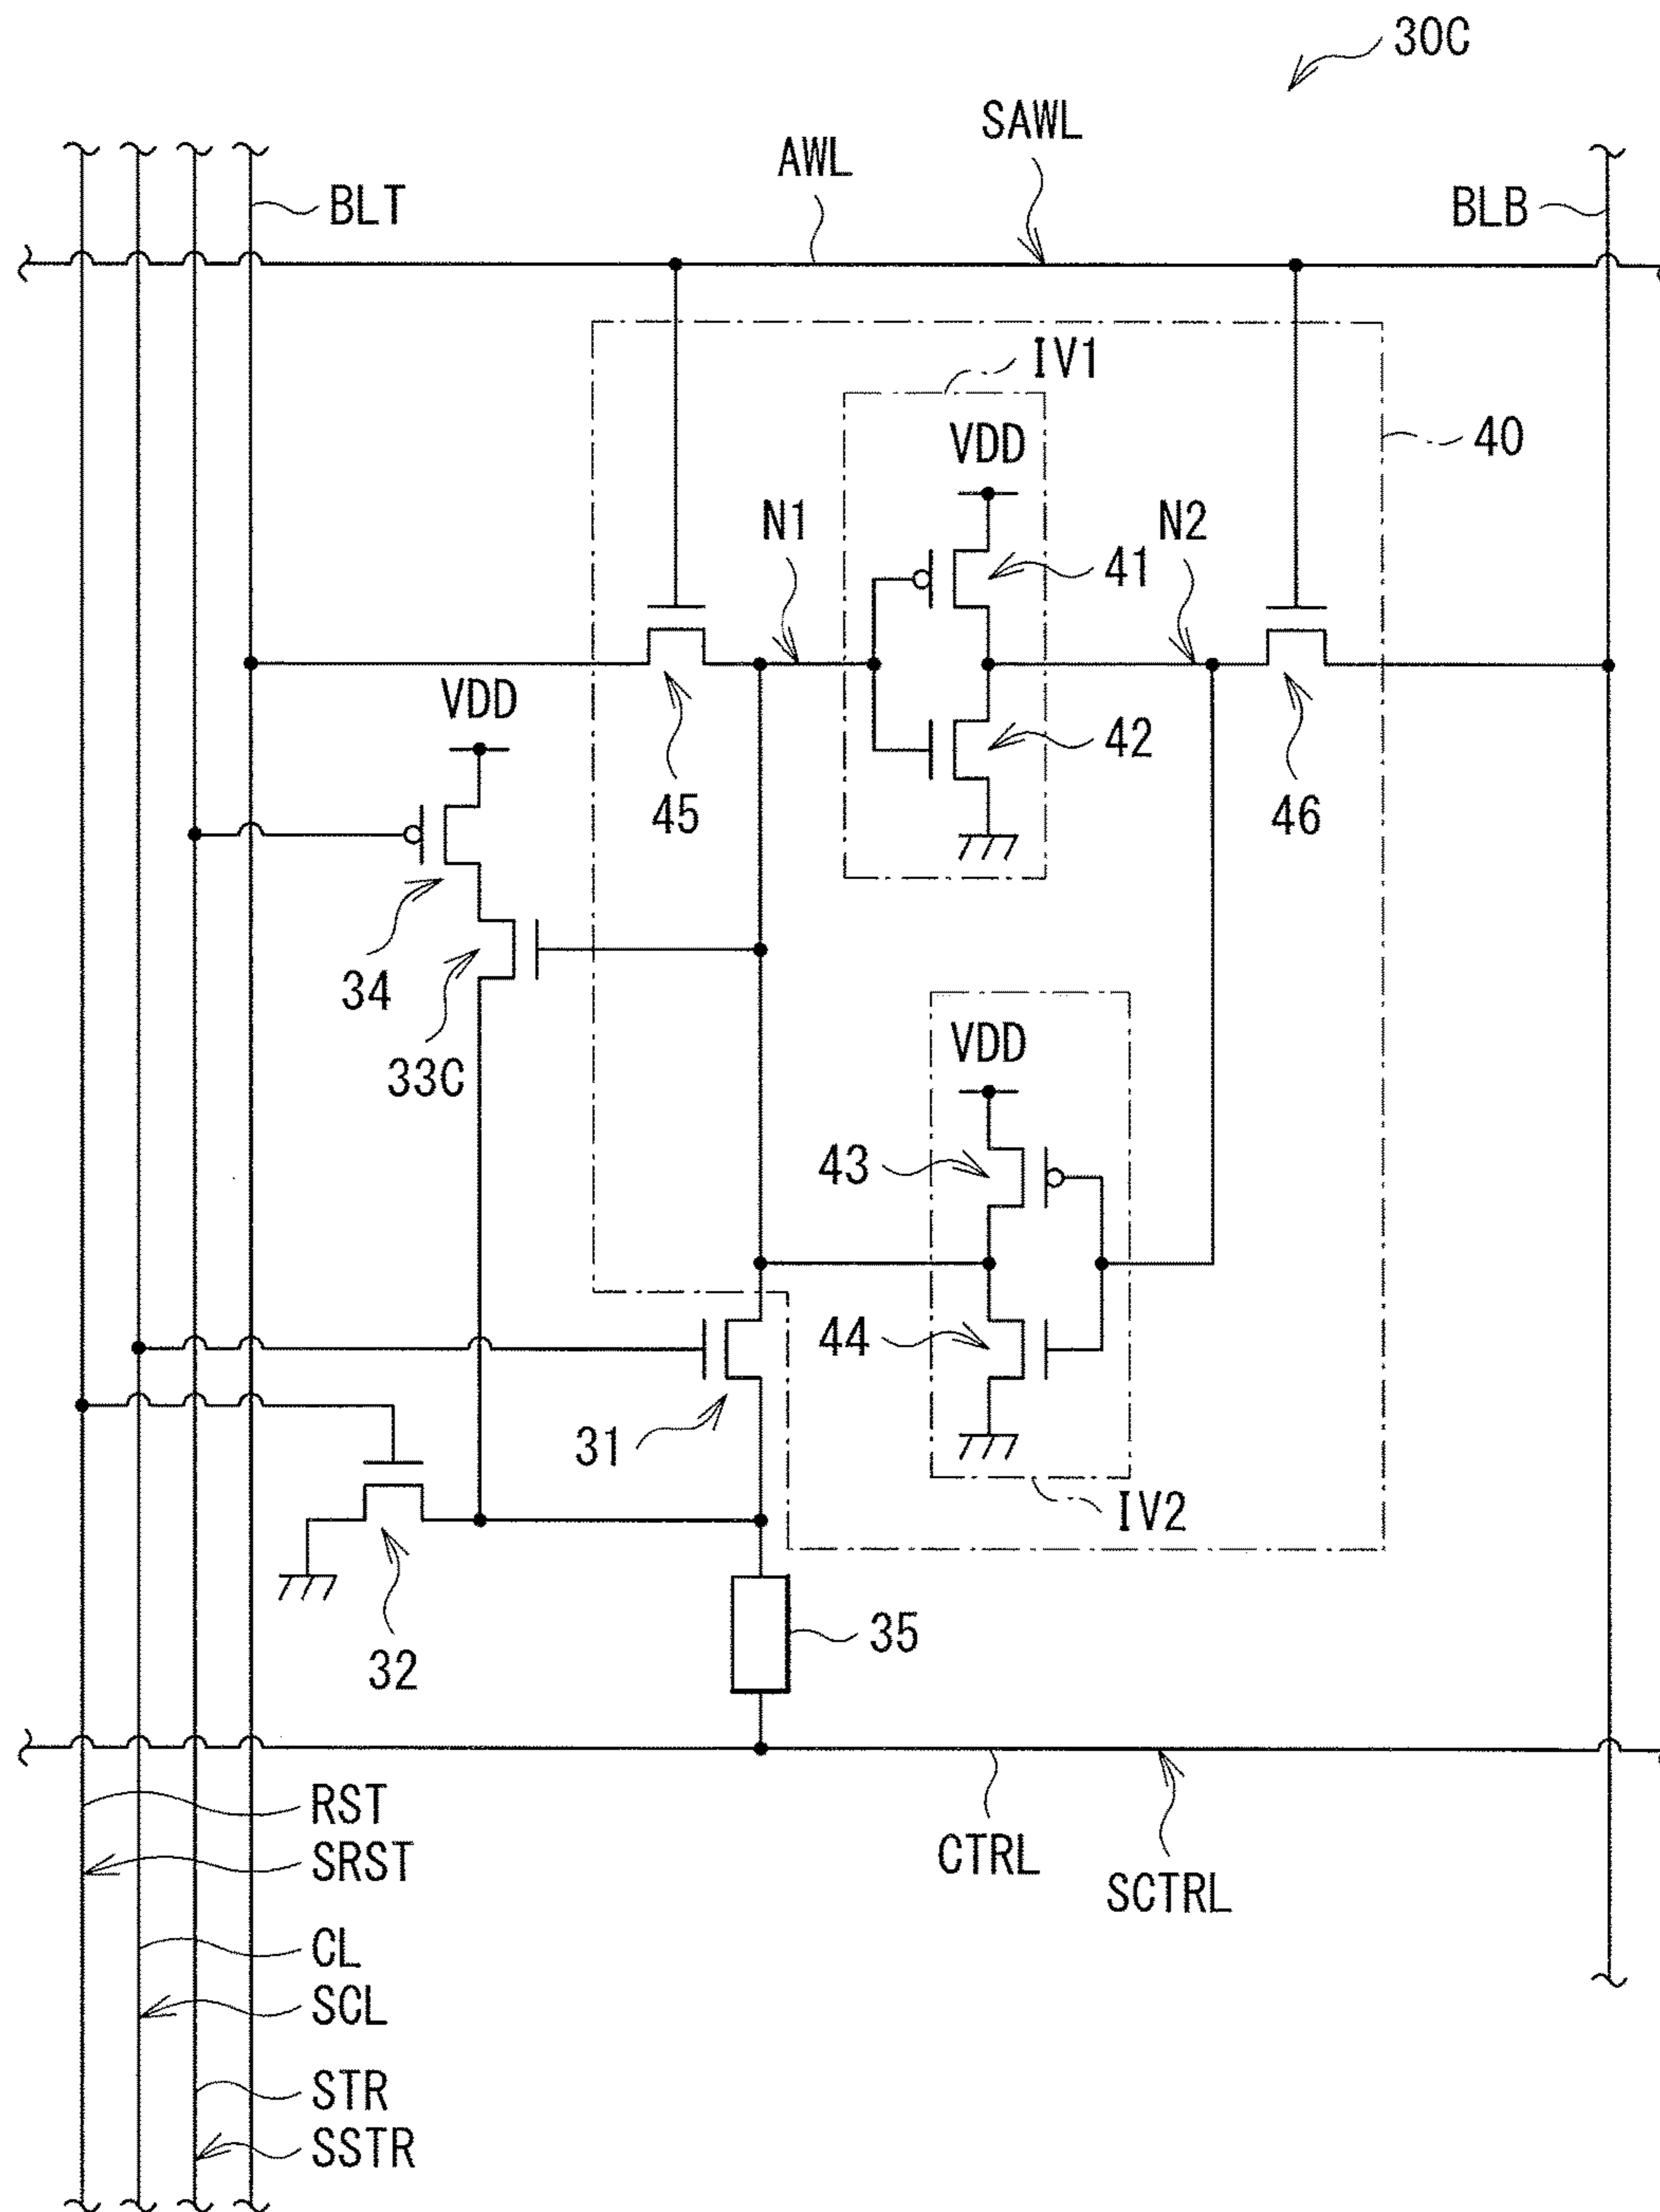 30C
SAWL
AWL
BLT
BLB
IV1
VDD
40
N1
N2
41
VDD
42
45
46
34
33C
VDD
43
44
31
IV2
35
32
RST
CTRL
SRST
SCTRL
CL
SCL
STR
SSTR